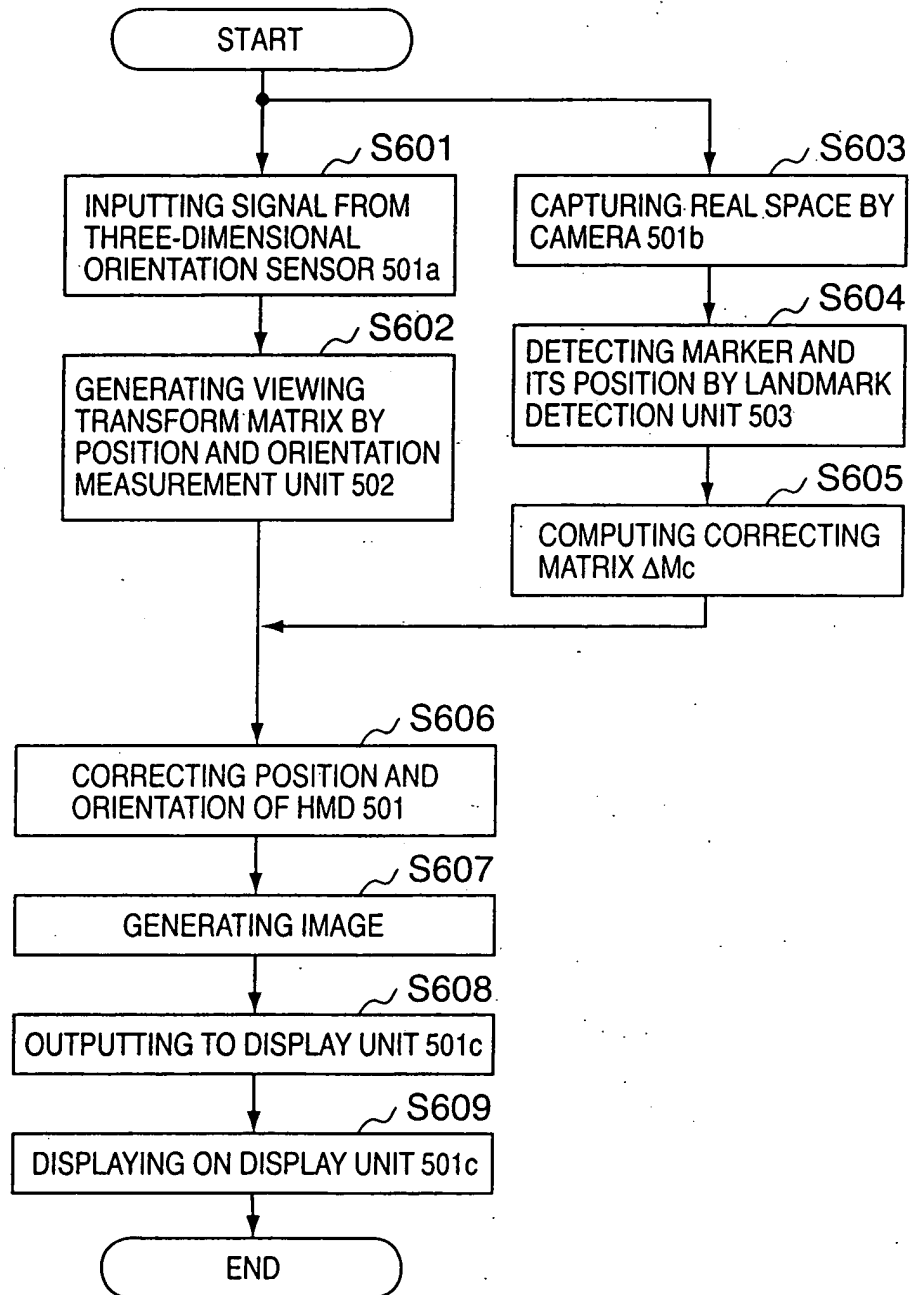 START
S601
INPUTTING SIGNAL FROM
THREE-DIMENSIONAL
ORIENTATION SENSOR 501a
S602
GENERATING VIEWING
TRANSFORM MATRIX BY
POSITION AND ORIENTATION
MEASUREMENT UNIT 502
S603
CAPTURING REAL SPACE BY
CAMERA 501b
S604
DETECTING MARKER AND
ITS POSITION BY LANDMARK
DETECTION UNIT 503
S605
COMPUTING CORRECTING
MATRIX ΔMc
S606
CORRECTING POSITION AND
ORIENTATION OF HMD 501
S607
GENERATING IMAGE
S608
OUTPUTTING TO DISPLAY UNIT 501c
S609
DISPLAYING ON DISPLAY UNIT 501c
END